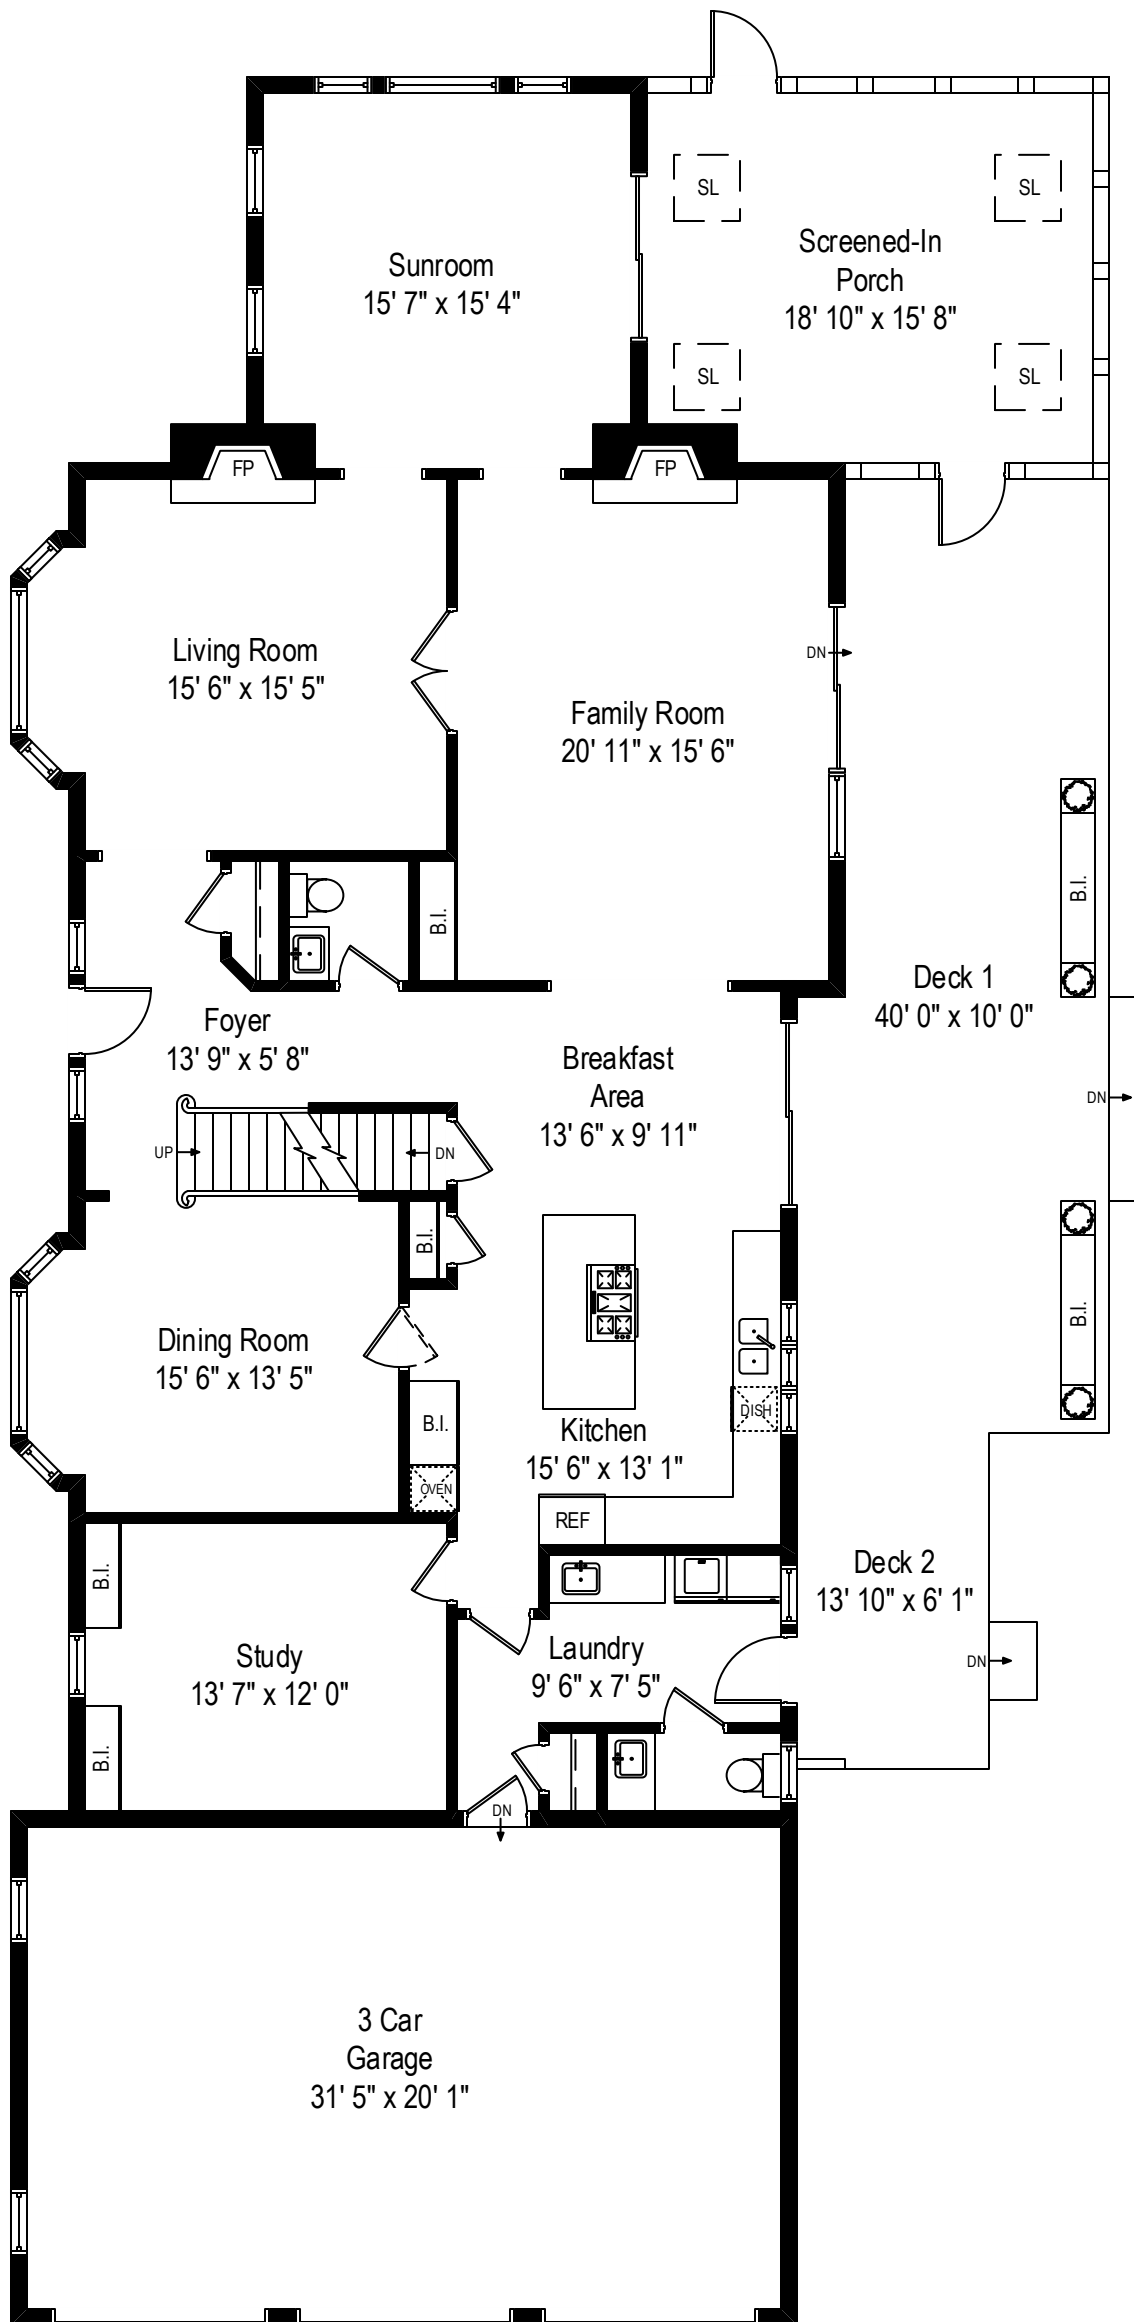 SL
SL
Sunroom
15' 7" x 15' 4"
Screened-In
Porch
18' 10" x 15' 8"
SL
SL
FP
FP
Living Room
15' 6" x 15' 5"
DN
Family Room
20' 11" x 15' 6"
B.I.
B.I.
Deck 1
40' 0" x 10' 0"
Foyer
13' 9" x 5' 8"
Breakfast
Area
13' 6" x 9' 11"
DN
UP
DN
B.I.
B.I.
Dining Room
15' 6" x 13' 5"
DISH
B.I.
Kitchen
15' 6" x 13' 1"
OVEN
REF
B.I.
Deck 2
13' 10" x 6' 1"
Study
13' 7" x 12' 0"
Laundry
9' 6" x 7' 5"
DN
B.I.
DN
3 Car
Garage
31' 5" x 20' 1"